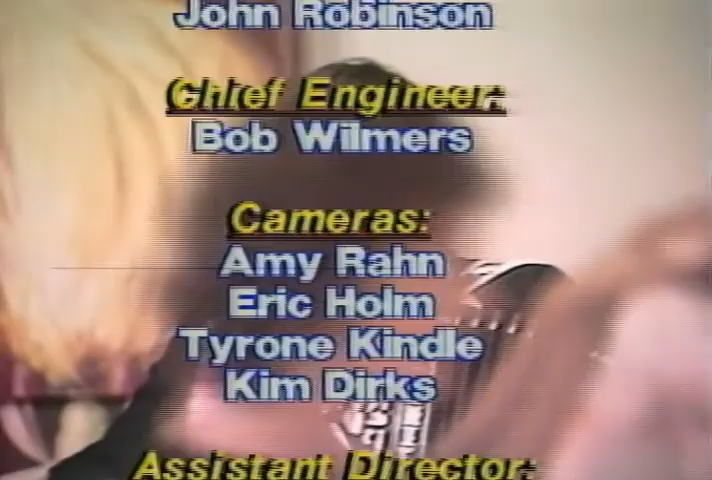 John Robinson
Chief Engineer:
Bob Wilmers
Cameras:
Amy Rahn
Eric Holm
Tyrone Kindle
Kim Dirks
Assistant Director: